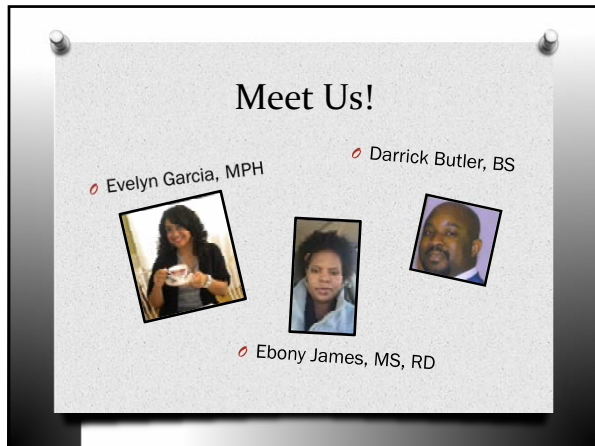 Meet Us!
Evelyn Garcia, MPH
Darrick Butler, BS
Ebony James, MS, RD